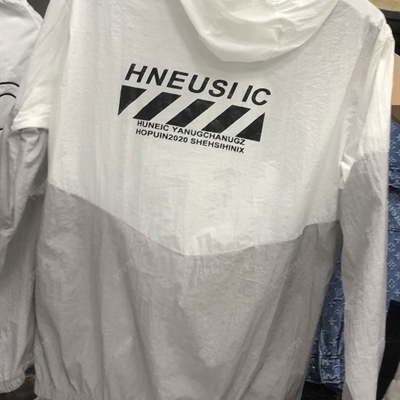 HNEUSI IC
HUNEIC YANUGCHANUGZ
HOPUIN2020 SHEHSIHINIX